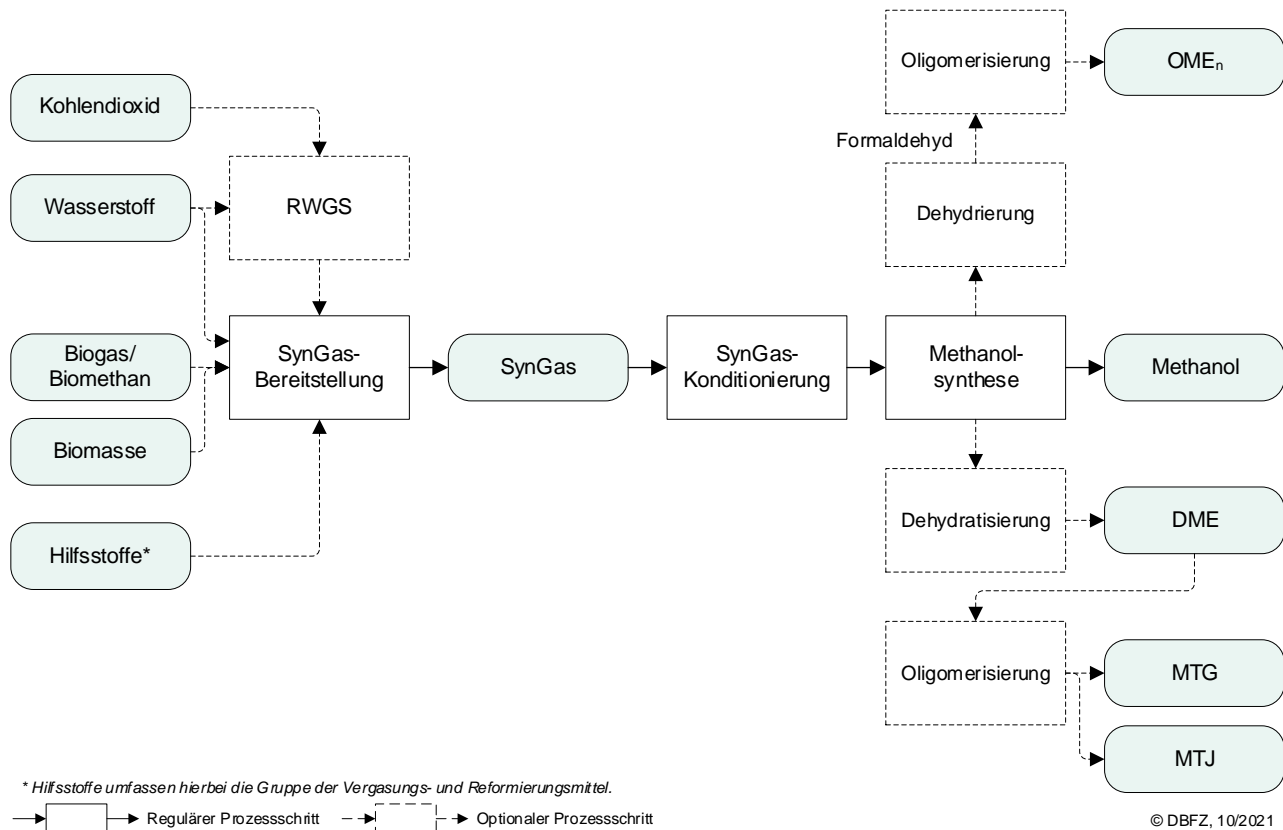 Oligomerisierung
OMEₙ
Kohlendioxid
Formaldehyd
Wasserstoff
RWGS
Dehydrierung
Biogas/
Biomethan
SynGas-
Bereitstellung
SynGas
SynGas-
Konditionierung
Methanol-
synthese
Methanol
Biomasse
Hilfsstoffe*
Dehydratisierung
DME
Oligomerisierung
MTG
MTJ
* Hilfsstoffe umfassen hierbei die Gruppe der Vergasungs- und Reformierungsmittel.
Regulärer Prozessschritt
Optionaler Prozessschritt
© DBFZ, 10/2021